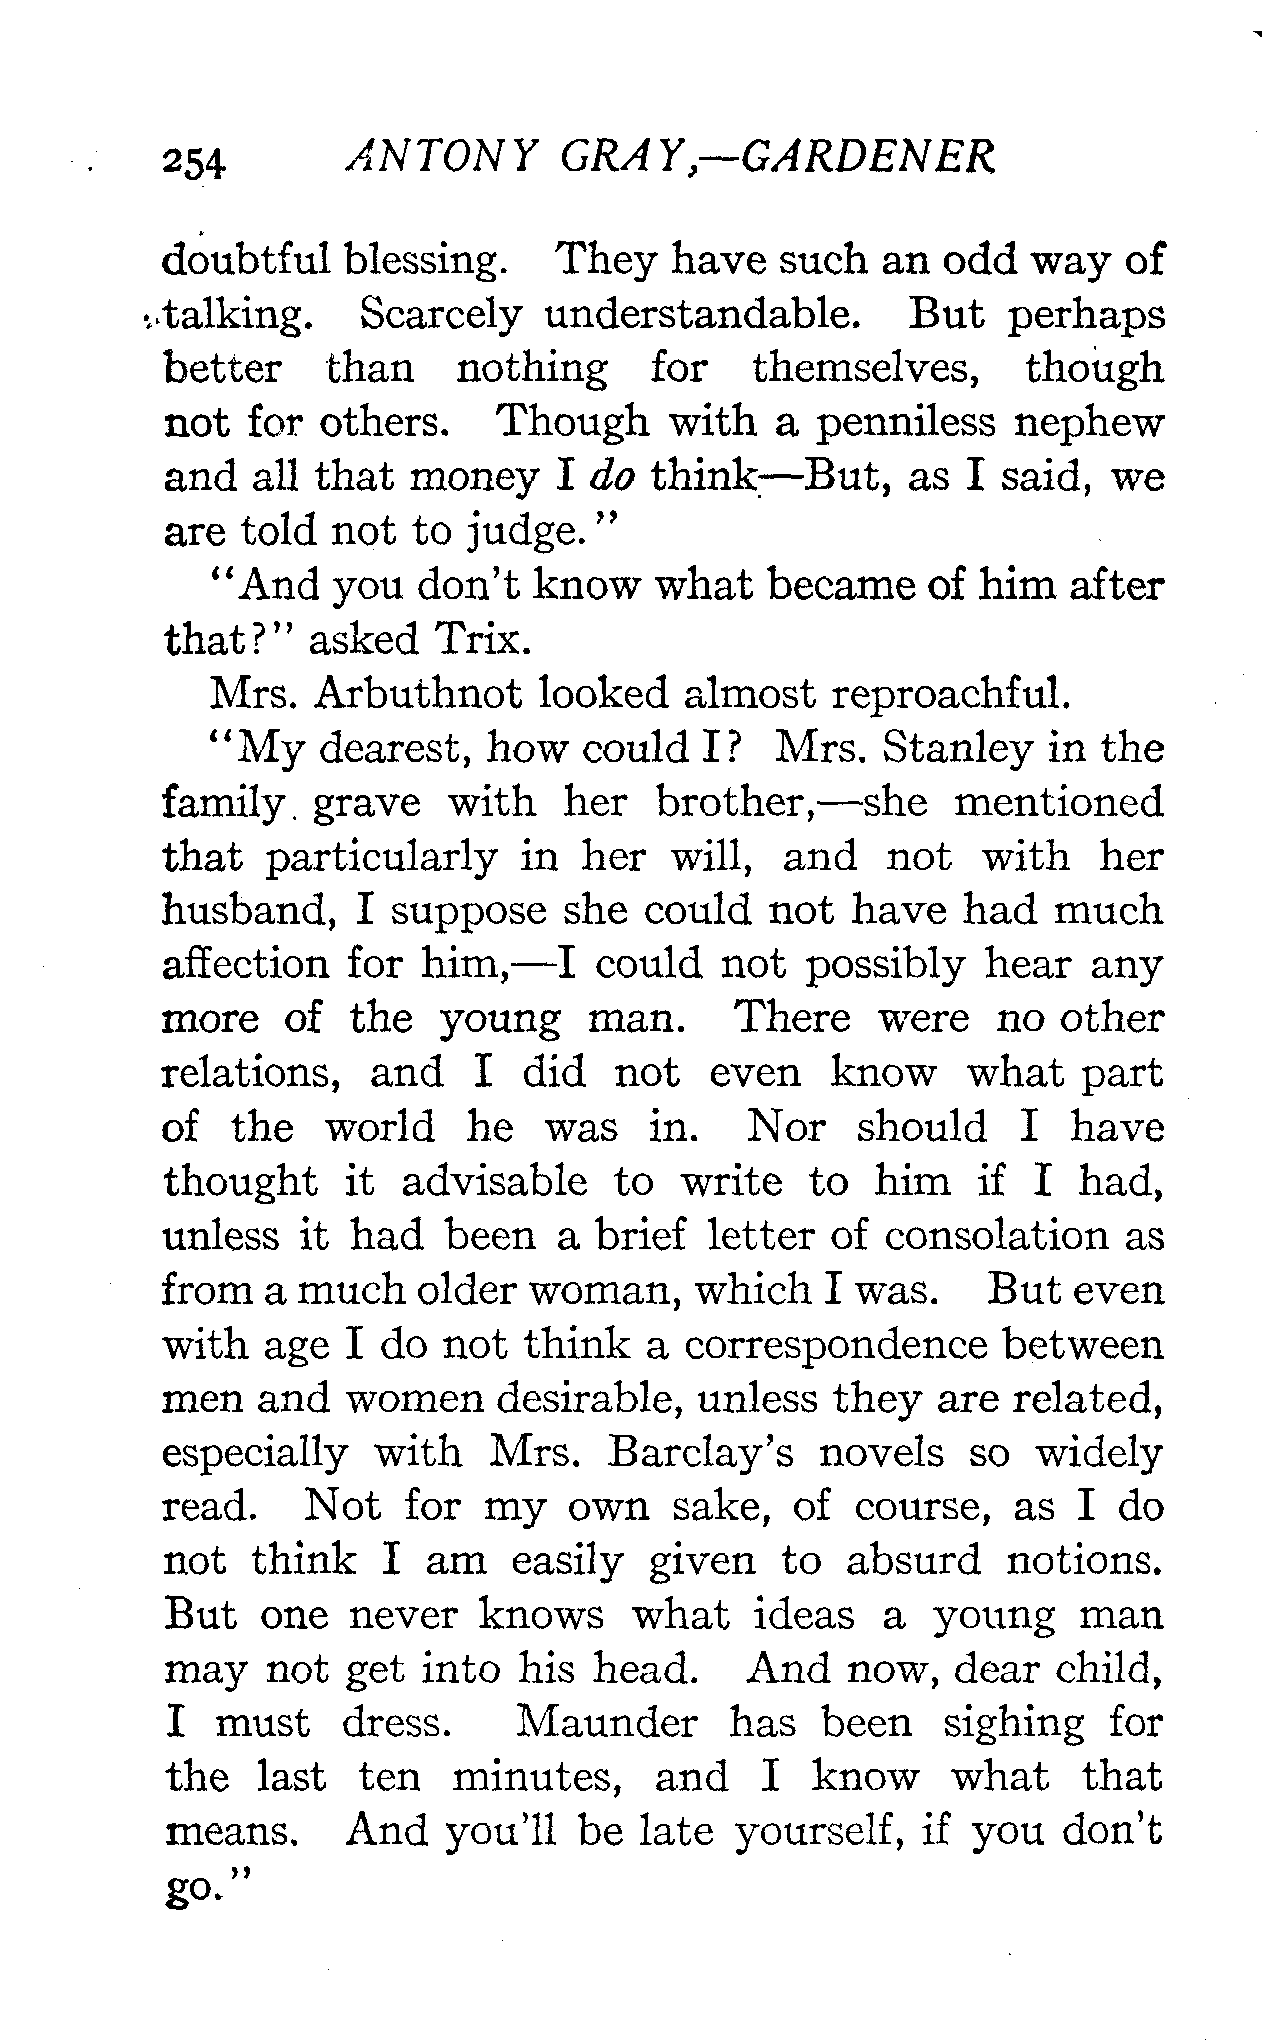 254 ANTONY GRAY,—GARDENER
doubtful blessing. They have such an odd way of
talking. Scarcely understandable. But perhaps
better than nothing for themselves, though
not for others. Though with a penniless nephew
and all that money I do think—But, as I said, we
are told not to judge."
"And you don't know what became of him after
that?" asked Trix.
Mrs. Arbuthnot looked almost reproachful.
"My dearest, how could I? Mrs. Stanley in the
family grave with her brother,—she mentioned
that particularly in her will, and not with her
husband, I suppose she could not have had much
affection for him,—I could not possibly hear any
more of the young man. There were no other
relations, and I did not even know what part
of the world he was in. Nor should I have
thought it advisable to write to him if I had,
unless it had been a brief letter of consolation as
from a much older woman, which I was. But even
with age I do not think a correspondence between
men and women desirable, unless they are related,
especially with Mrs. Barclay's novels so widely
read. Not for my own sake, of course, as I do
not think I am easily given to absurd notions.
But one never knows what ideas a young man
may not get into his head. And now, dear child,
I must dress. Maunder has been sighing for
the last ten minutes, and I know what that
means. And you'll be late yourself, if you don't
go."